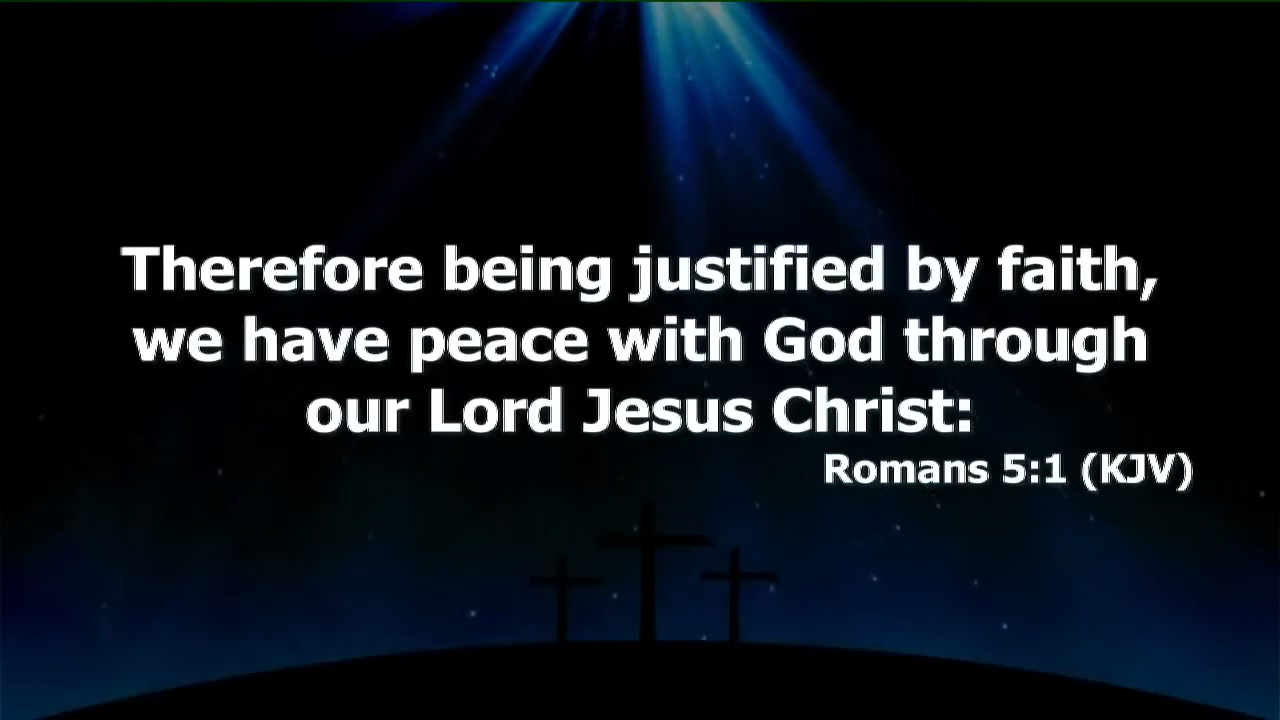 Therefore being justified by faith,
we have peace with God through
our Lord Jesus Christ:
Romans 5:1 (KJV)